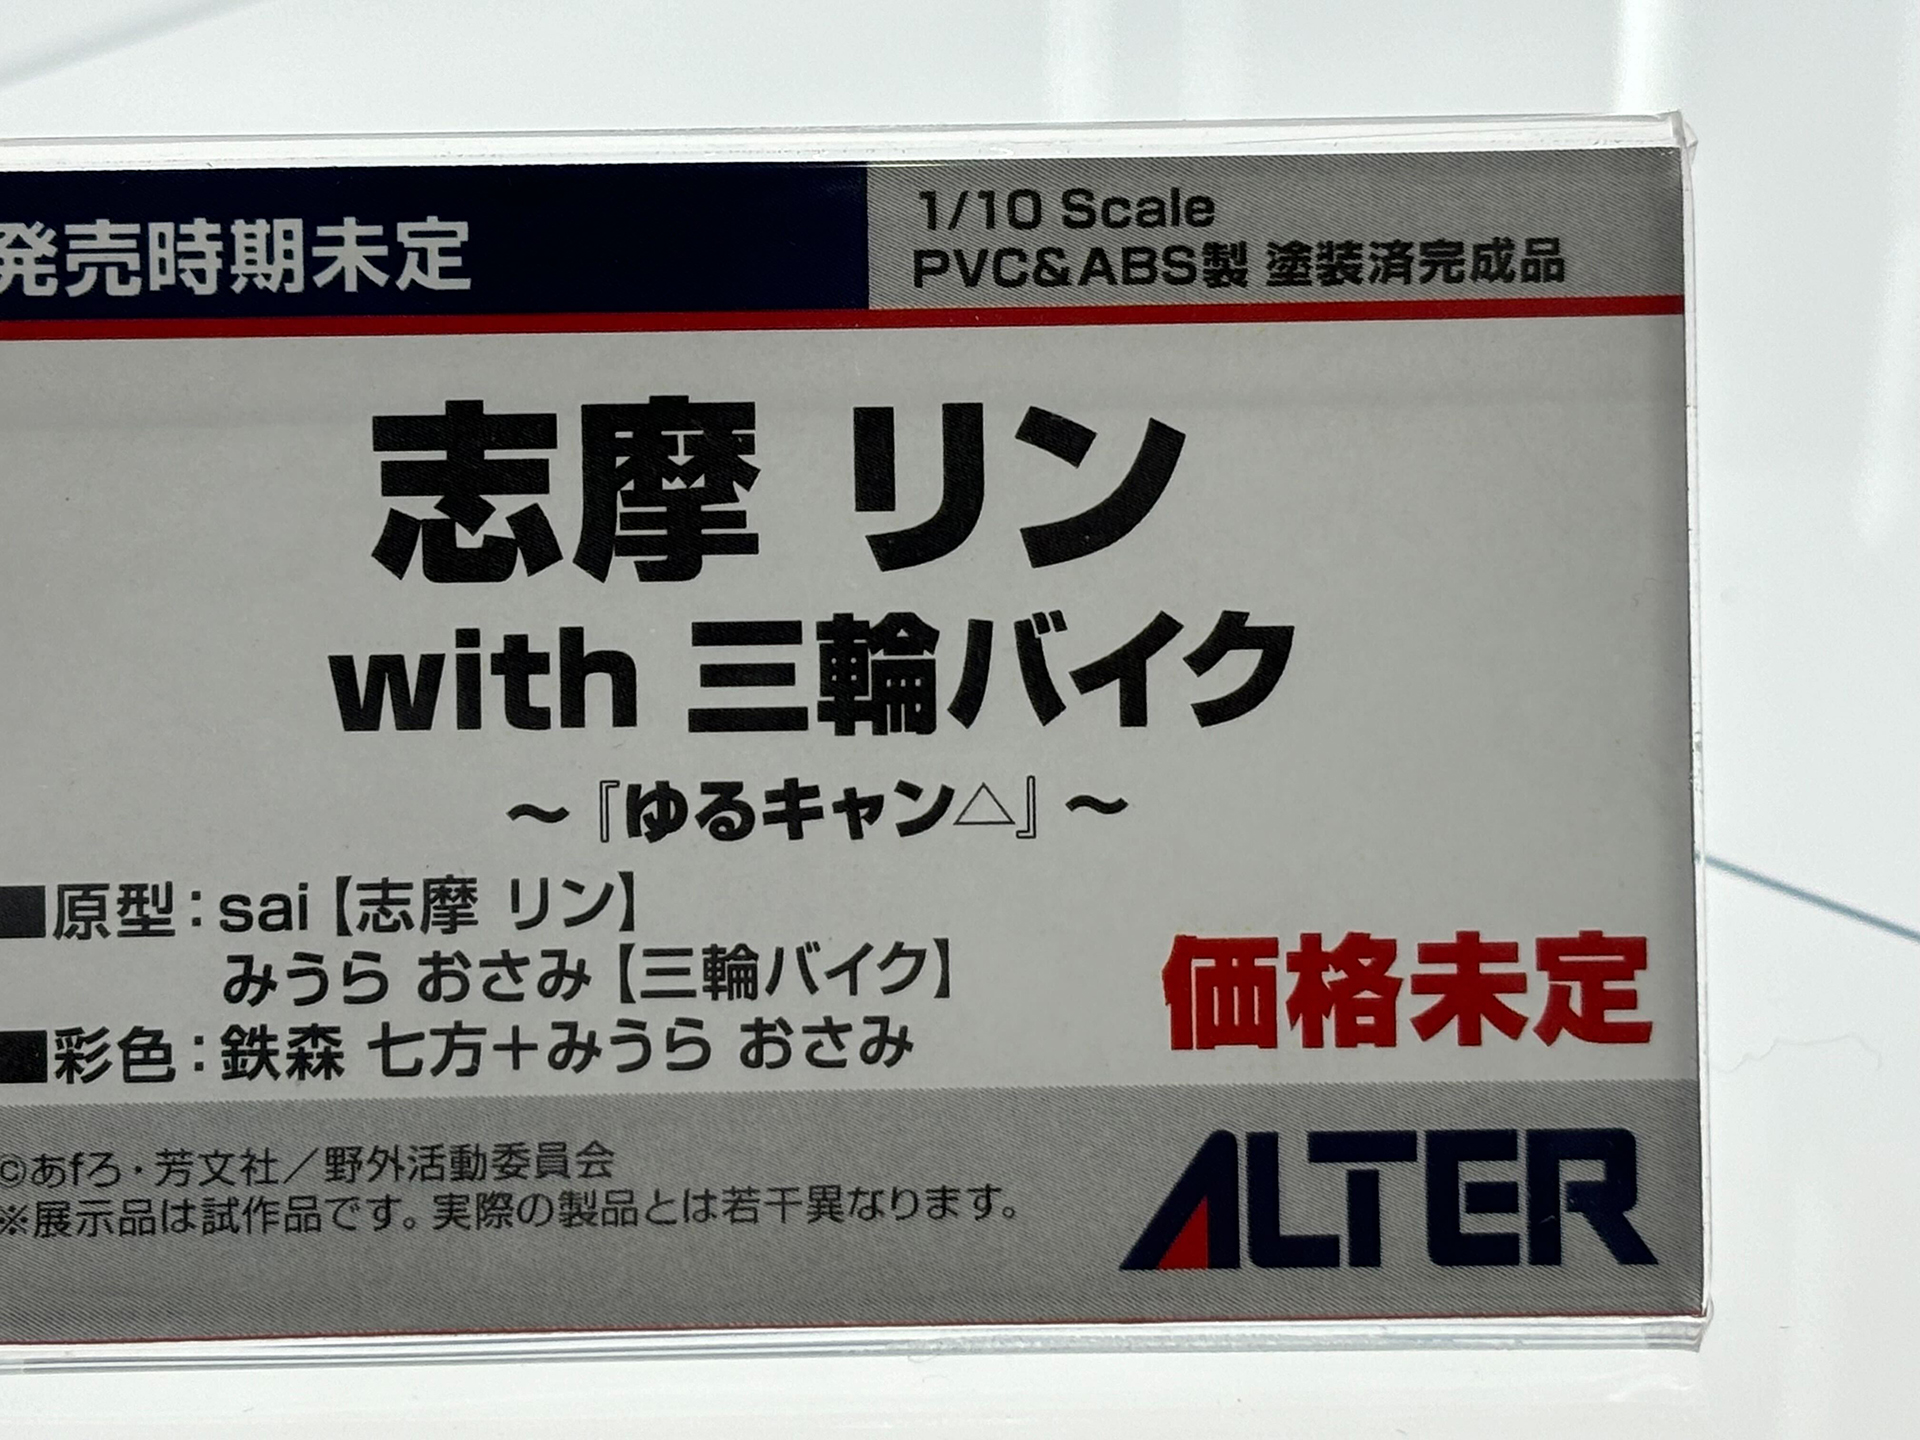 発売時期未定
1/10 Scale
PVC&ABS製 塗装済完成品
志摩 リン
with 三輪バイク
～『ゆるキャン△』～
■原型：sai【志摩 リン】
みうら おさみ【三輪バイク】
■彩色：鉄森 七方＋みうら おさみ
価格未定
©あfろ・芳文社／野外活動委員会
※展示品は試作品です。実際の製品とは若干異なります。
ALTER